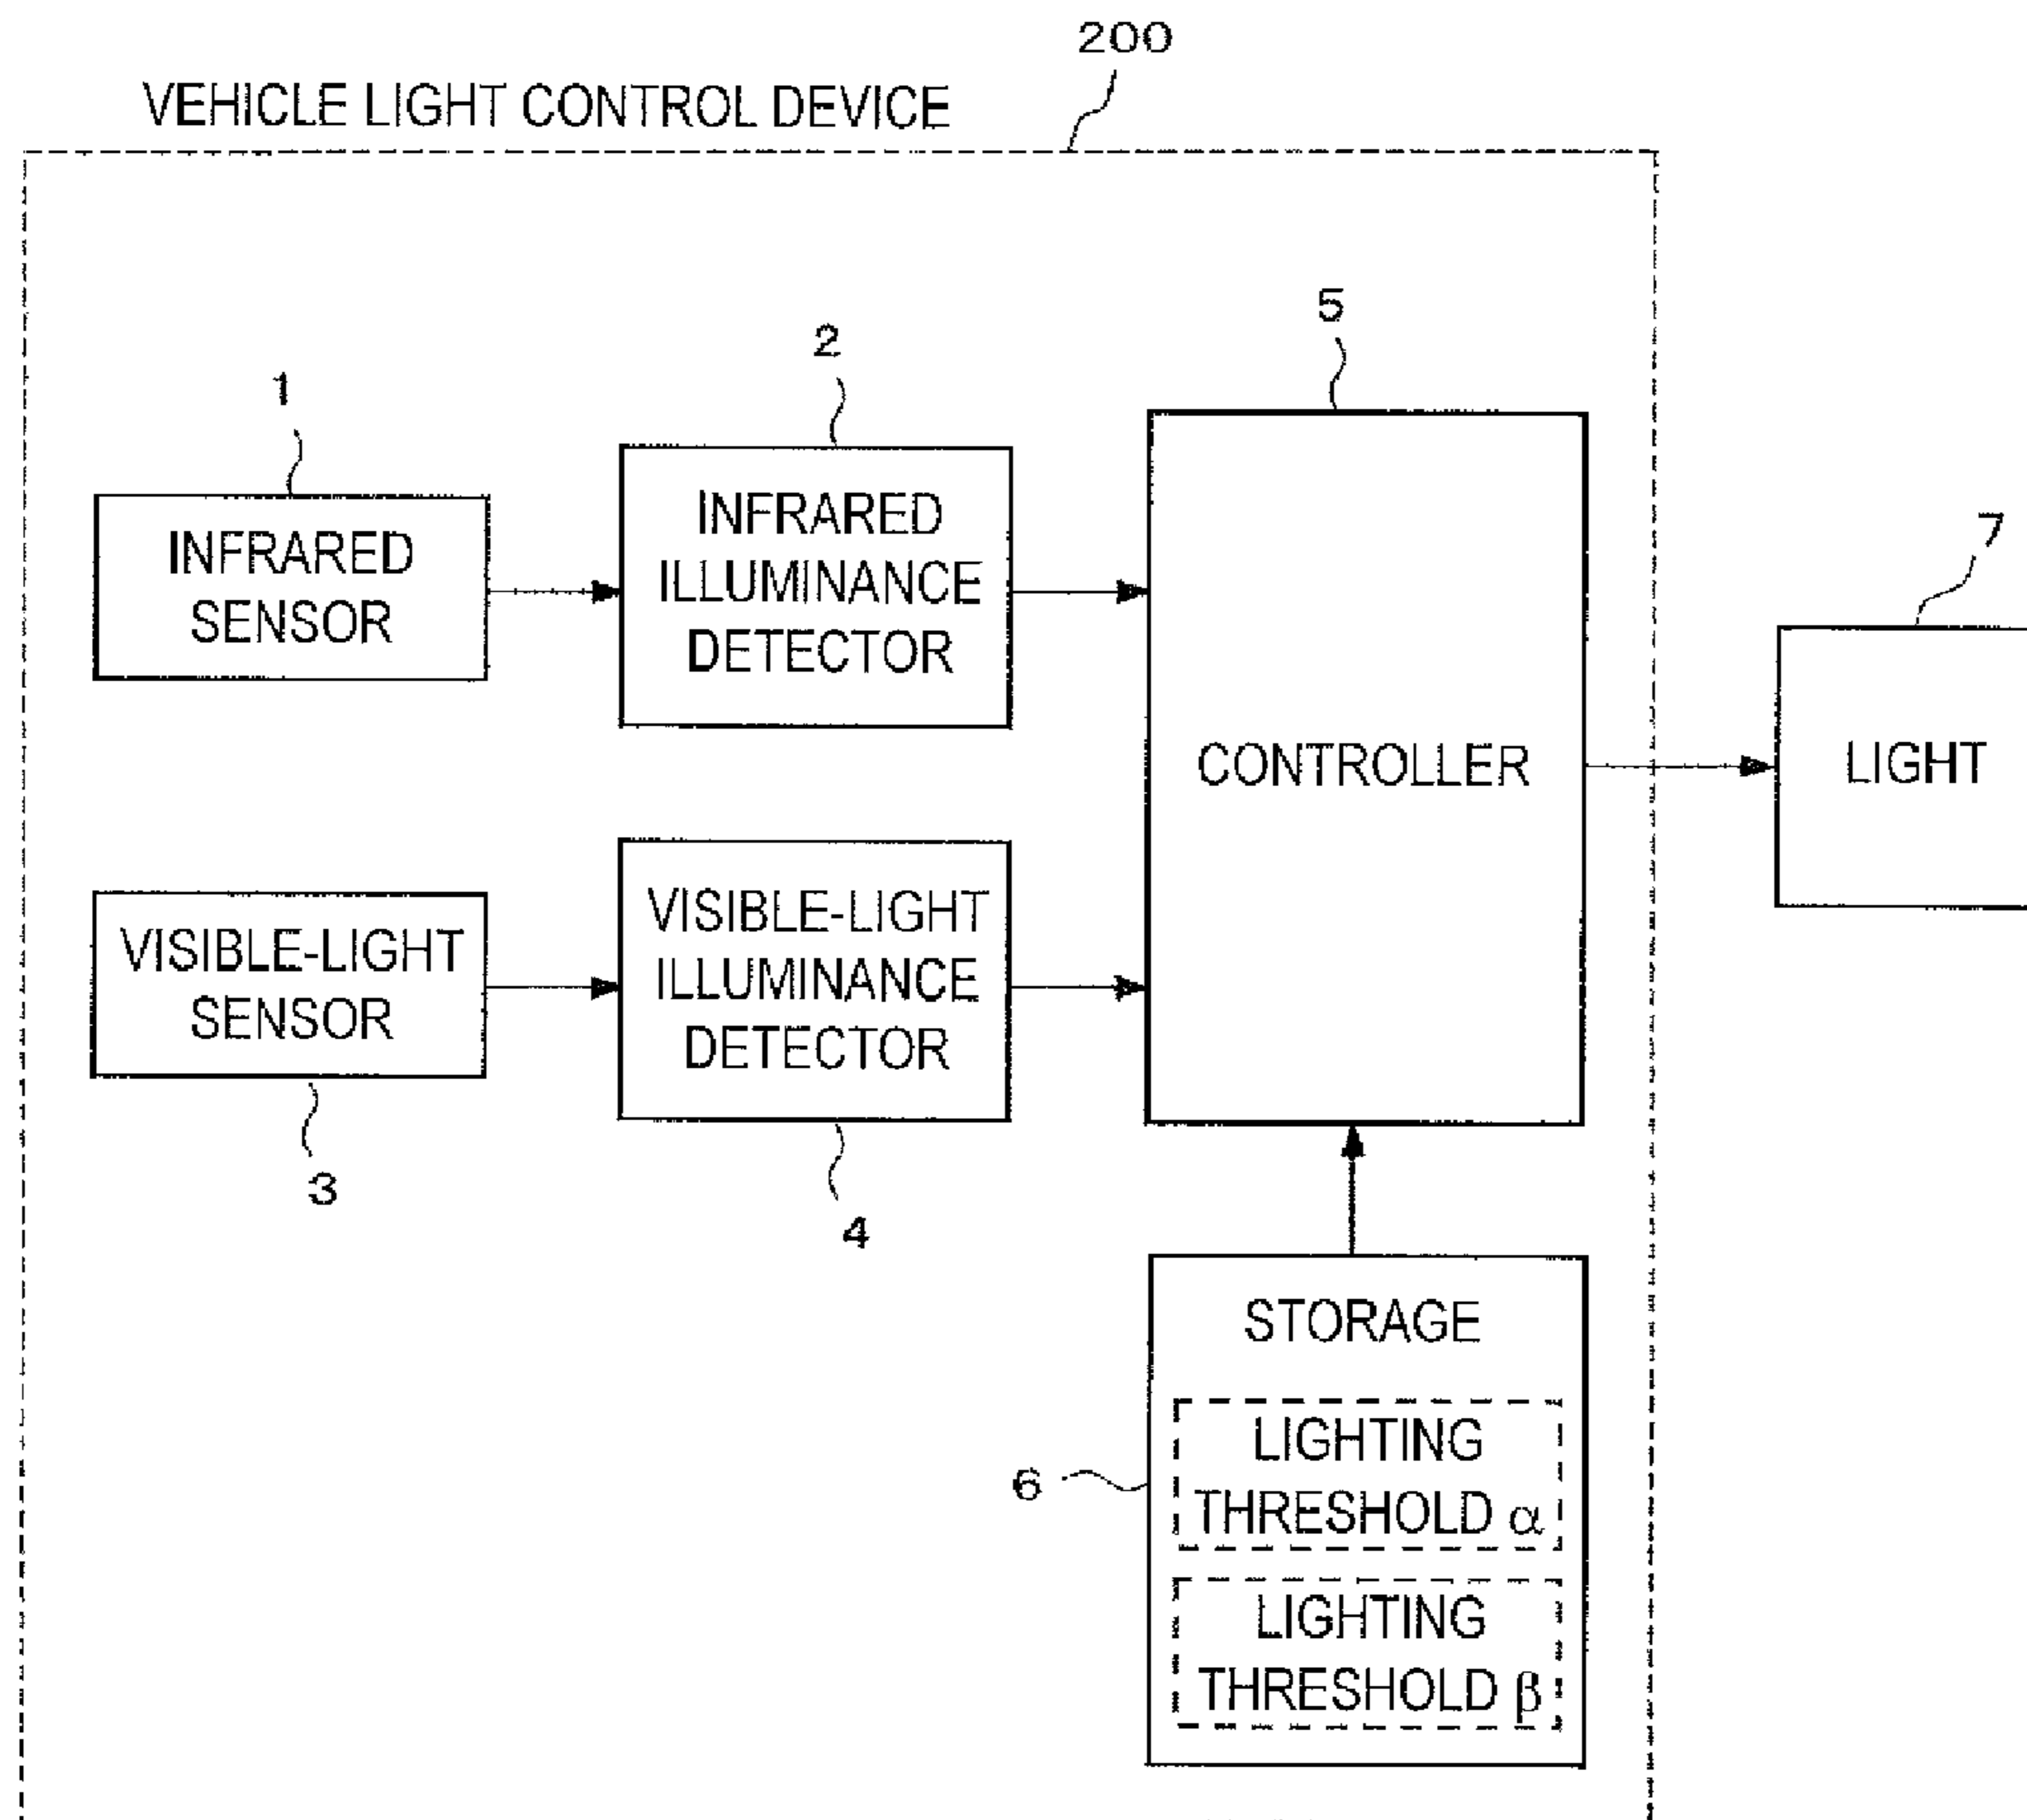 200
VEHICLE LIGHT CONTROL DEVICE
5
2
1
INFRARED
SENSOR
INFRARED
ILLUMINANCE
DETECTOR
7
CONTROLLER
LIGHT
VISIBLE-LIGHT
SENSOR
VISIBLE-LIGHT
ILLUMINANCE
DETECTOR
3
4
STORAGE
6
LIGHTING
THRESHOLD α
LIGHTING
THRESHOLD β